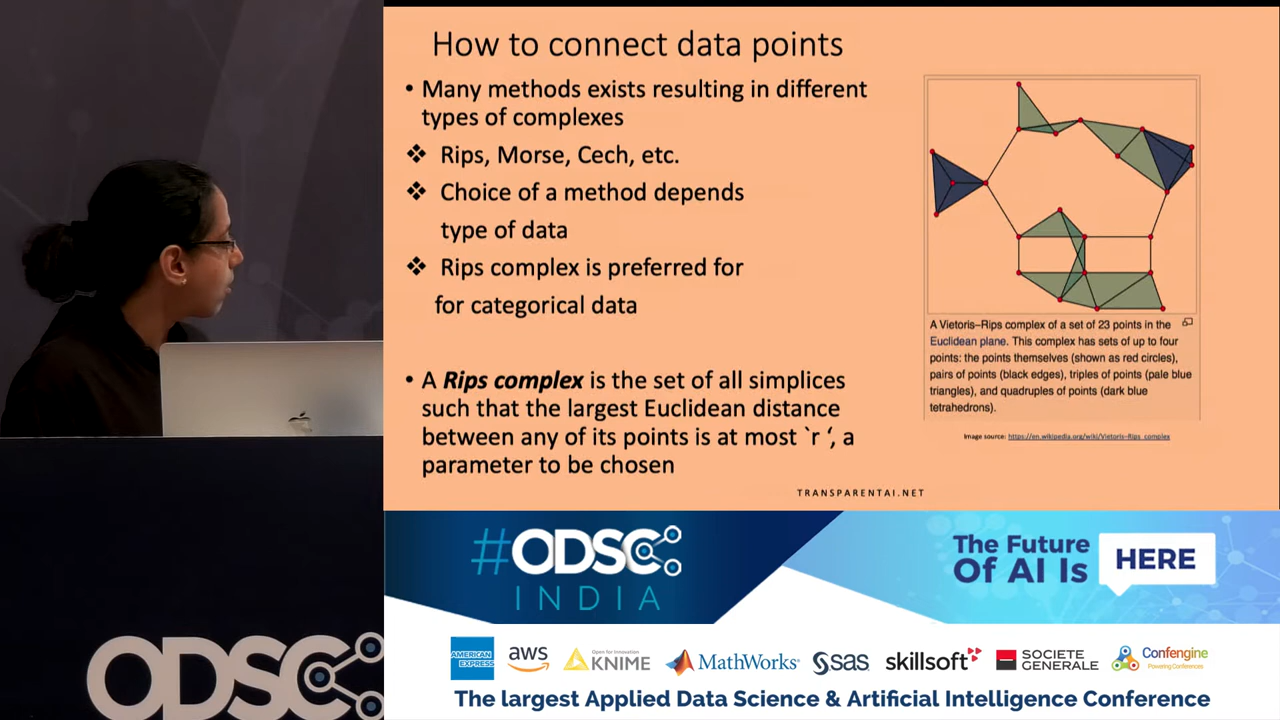 How to connect data points
• Many methods exists resulting in different
types of complexes
❖ Rips, Morse, Cech, etc.
❖ Choice of a method depends
type of data
❖ Rips complex is preferred for
for categorical data
• A Rips complex is the set of all simplices
such that the largest Euclidean distance
between any of its points is at most `r ‘, a
parameter to be chosen
A Vietoris–Rips complex of a set of 23 points in the
Euclidean plane. This complex has sets of up to four
points: the points themselves (shown as red circles),
pairs of points (black edges), triples of points (pale blue
triangles), and quadruples of points (dark blue
tetrahedrons).
Image source: https://en.wikipedia.org/wiki/Vietoris–Rips_complex
TRANSPARENTAI.NET
#ODSC
INDIA
The Future
Of AI Is
HERE
ODSC
AMERICAN
EXPRESS
aws
Open for Innovation
KNIME
MathWorks®
sas
skillsoft
SOCIETE
GENERALE
Confengine
Powering Conferences
The largest Applied Data Science & Artificial Intelligence Conference